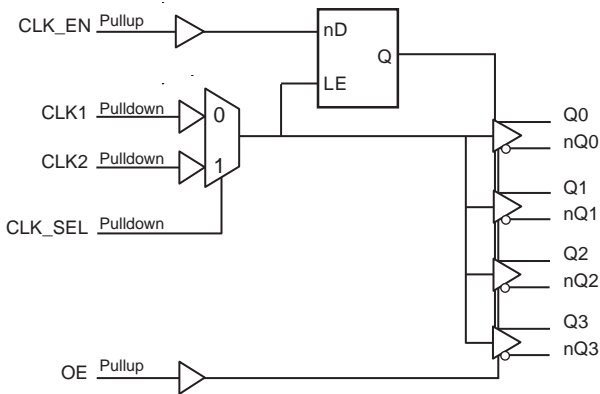 CLK_EN Pullup
nD
Q
LE
CLK1 Pulldown
0
CLK2 Pulldown
1
CLK_SEL Pulldown
Q0
nQ0
Q1
nQ1
Q2
nQ2
Q3
nQ3
OE Pullup